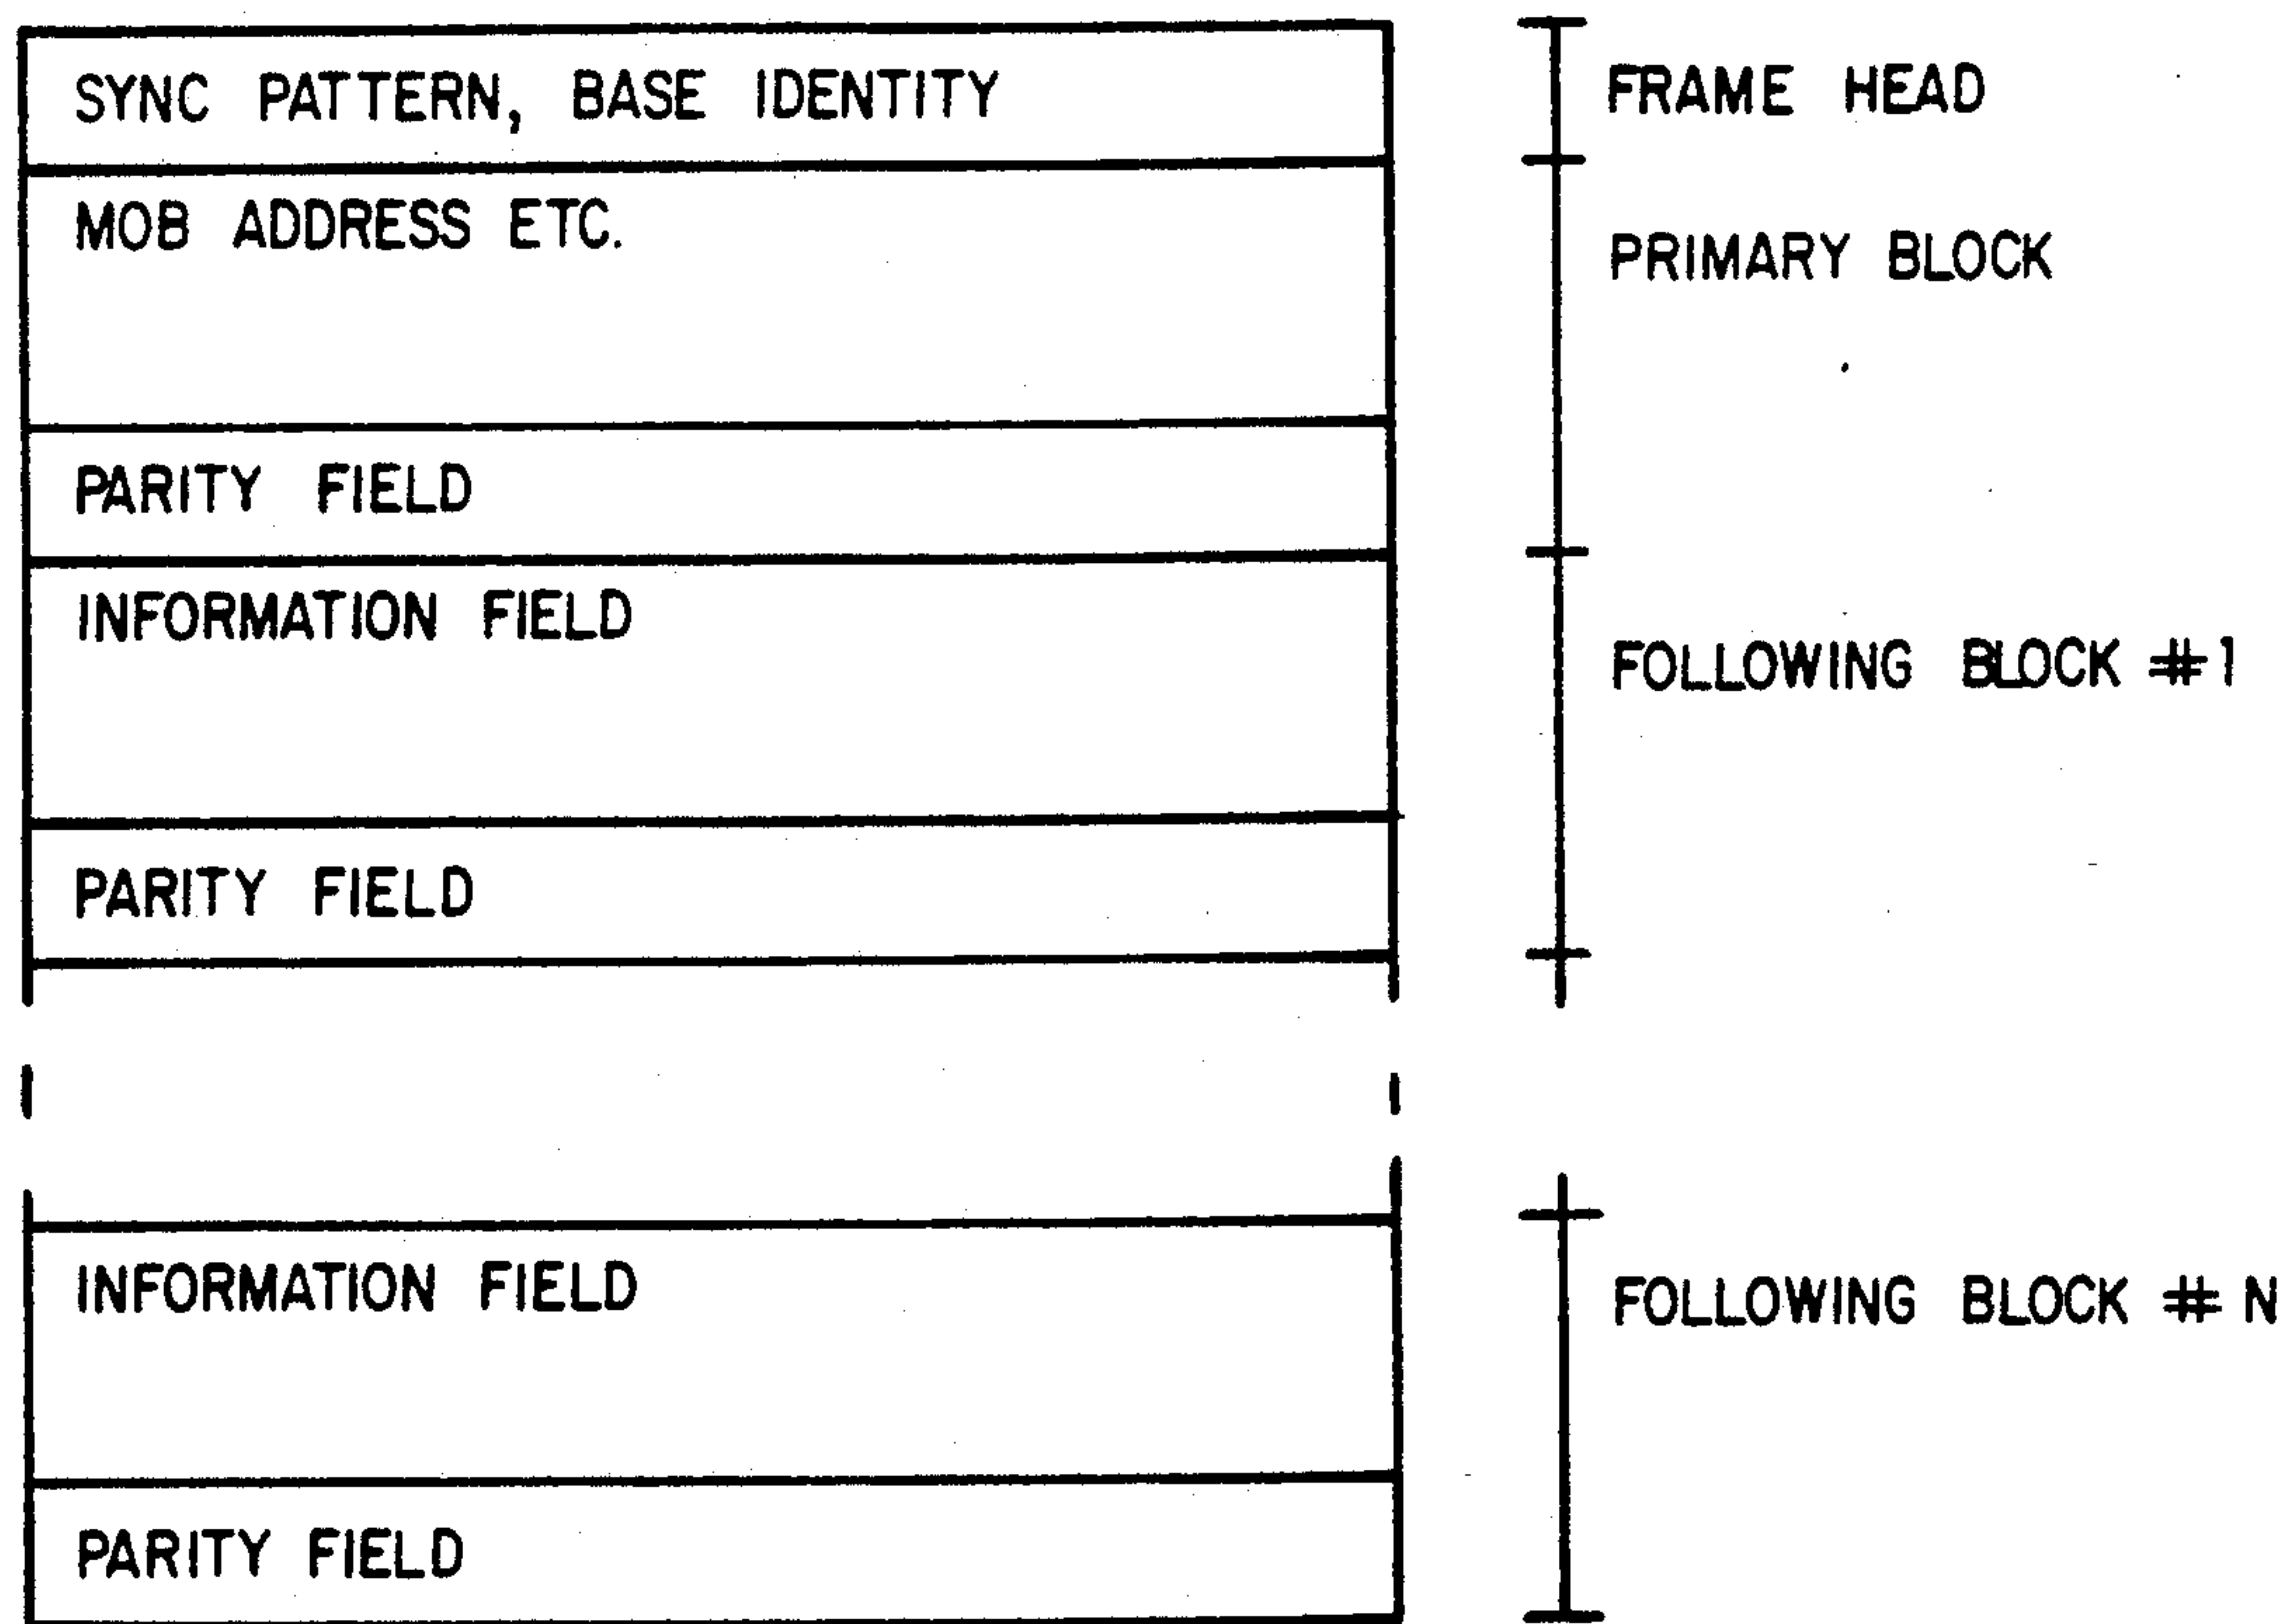 SYNC PATTERN, BASE IDENTITY
FRAME HEAD
MOB ADDRESS ETC.
PRIMARY BLOCK
PARITY FIELD
INFORMATION FIELD
FOLLOWING BLOCK #1
PARITY FIELD
INFORMATION FIELD
FOLLOWING BLOCK # N
PARITY FIELD